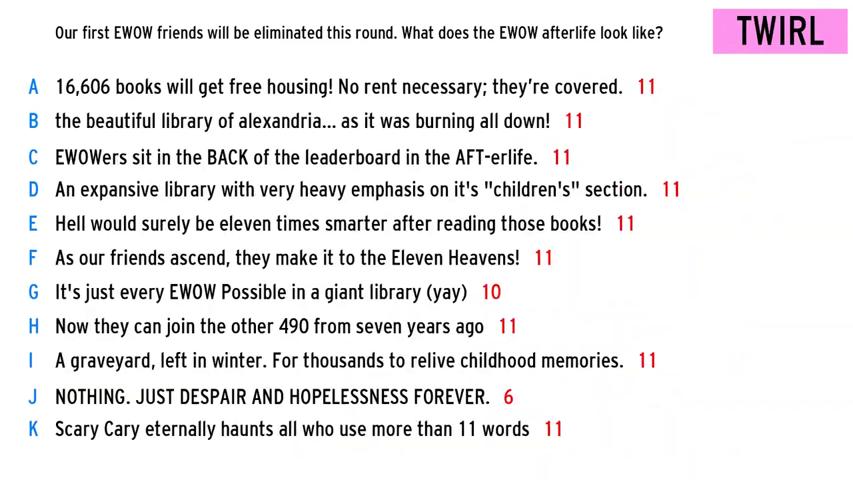 Our first EWOW friends will be eliminated this round. What does the EWOW afterlife look like?
TWIRL
A 16,606 books will get free housing! No rent necessary; they're covered. 11
B the beautiful library of alexandria... as it was burning all down! 11
C EWOWers sit in the BACK of the leaderboard in the AFT-erlife. 11
D An expansive library with very heavy emphasis on it's "children's" section. 11
E Hell would surely be eleven times smarter after reading those books! 11
F As our friends ascend, they make it to the Eleven Heavens! 11
G It's just every EWOW Possible in a giant library (yay) 10
H Now they can join the other 490 from seven years ago 11
I A graveyard, left in winter. For thousands to relive childhood memories. 11
J NOTHING. JUST DESPAIR AND HOPELESSNESS FOREVER. 6
K Scary Cary eternally haunts all who use more than 11 words 11